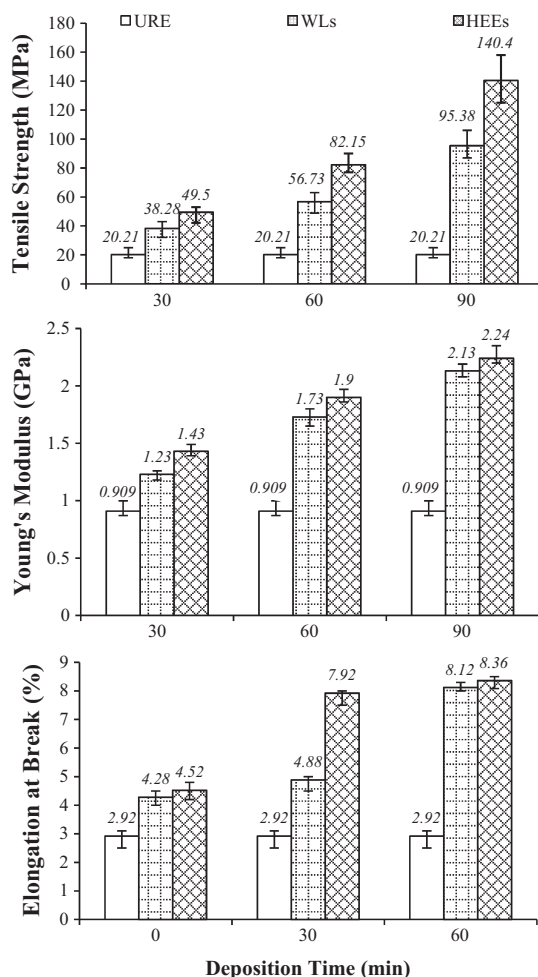 URE WLs HEEs
Tensile Strength (MPa)
180
160
140
120
100
80
60
40
20
0
20.21 38.28 49.5
20.21 56.73 82.15
20.21 95.38 140.4
30 60 90
Young's Modulus (GPa)
2.5
2
1.5
1
0.5
0
0.909 1.23 1.43
0.909 1.73 1.9
0.909 2.13 2.24
30 60 90
Elongation at Break (%)
9
8
7
6
5
4
3
2
1
0
2.92 4.28 4.52
2.92 4.88 7.92
2.92 8.12 8.36
0 30 60
Deposition Time (min)